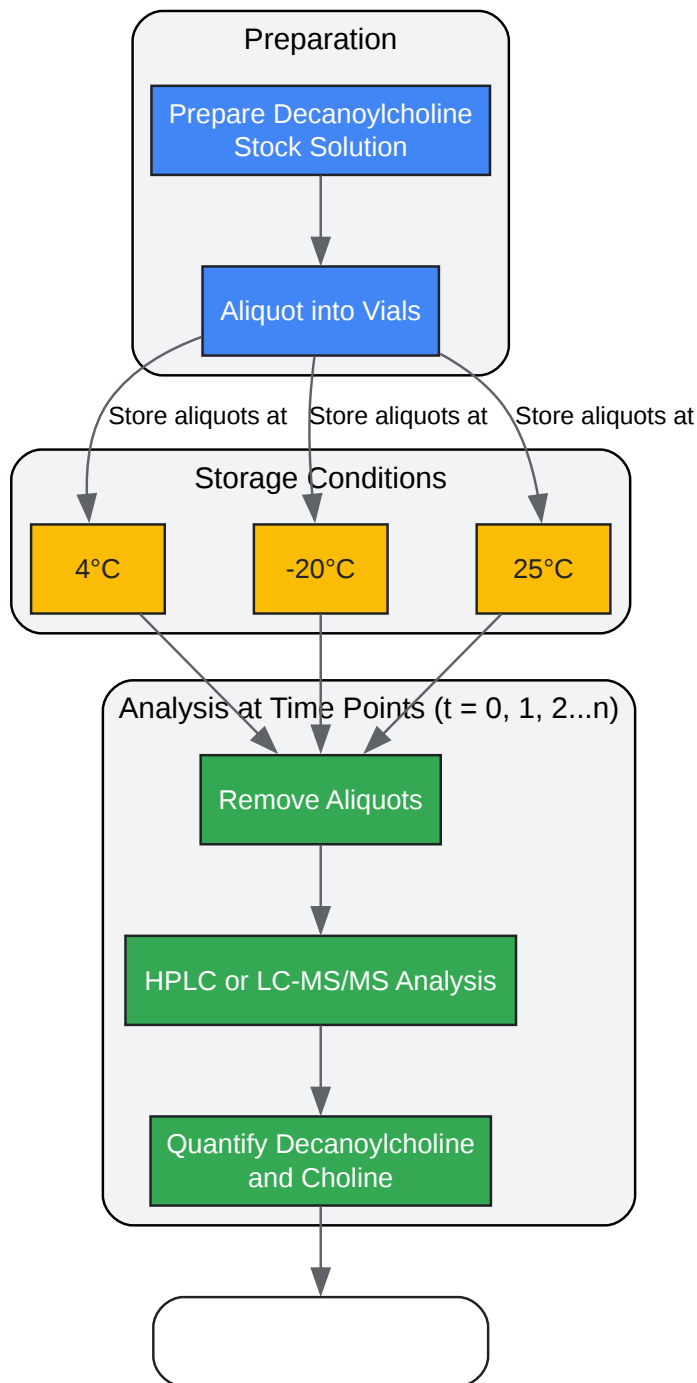 Preparation
Prepare Decanoylcholine
Stock Solution
Aliquot into Vials
Store aliquots at
Store aliquots at
Store aliquots at
Storage Conditions
4°C
-20°C
25°C
Analysis at Time Points (t = 0, 1, 2...n)
Remove Aliquots
HPLC or LC-MS/MS Analysis
Quantify Decanoylcholine
and Choline